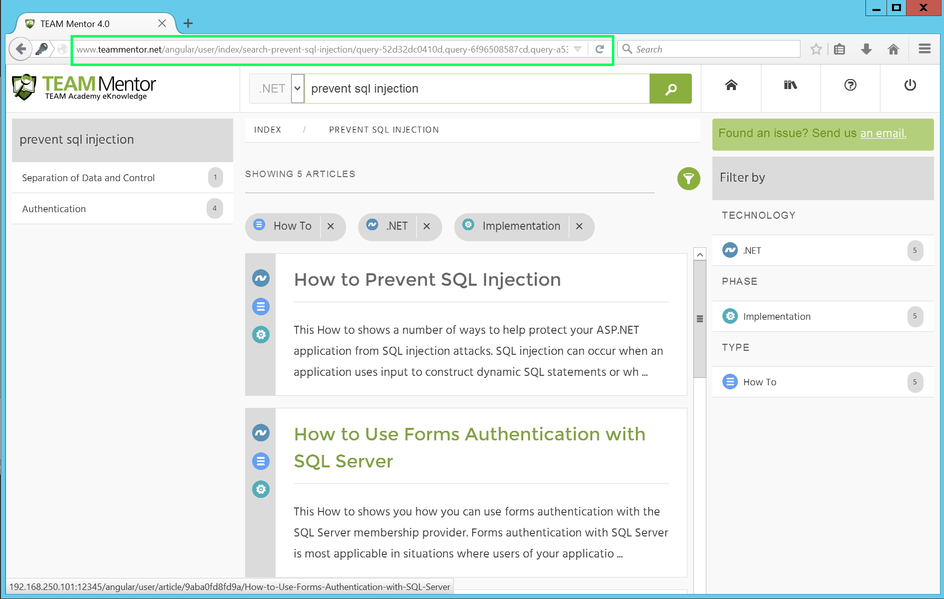 TEAM Mentor 4.0
www.teammentor.net/angular/user/index/search-prevent-sql-injection/query-52d32dc0410d,query-6f96508587cd,query-a53
Search
TEAM Mentor
TEAM Academy eKnowledge
.NET
prevent sql injection
prevent sql injection
Separation of Data and Control 1
Authentication 4
INDEX / PREVENT SQL INJECTION
SHOWING 5 ARTICLES
How To ✕ .NET ✕ Implementation ✕
How to Prevent SQL Injection
This How to shows a number of ways to help protect your ASP.NET
application from SQL injection attacks. SQL injection can occur when an
application uses input to construct dynamic SQL statements or wh ...
How to Use Forms Authentication with
SQL Server
This How to shows you how you can use forms authentication with the
SQL Server membership provider. Forms authentication with SQL Server
is most applicable in situations where users of your applicatio ...
Found an issue? Send us an email.
Filter by
TECHNOLOGY
.NET 5
PHASE
Implementation 5
TYPE
How To 5
192.168.250.101:12345/angular/user/article/9aba0fd8fd9a/How-to-Use-Forms-Authentication-with-SQL-Server